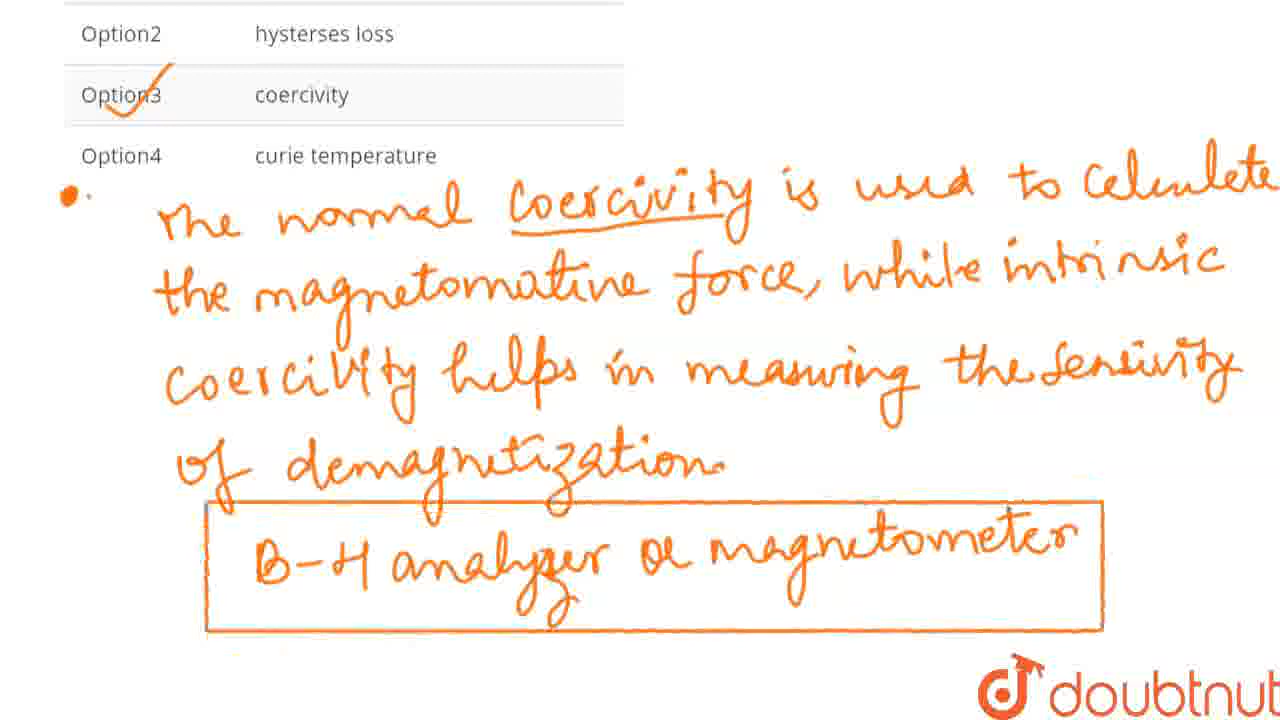 Option2 hysterses loss
Option3 coercivity
Option4 curie temperature
the normal coercivity is used to calculate
the magnetomotive force, while intrinsic
coercivity helps in measuring the sensivity
of demagnetization.
B-H analyzer or magnetometer
doubtnut